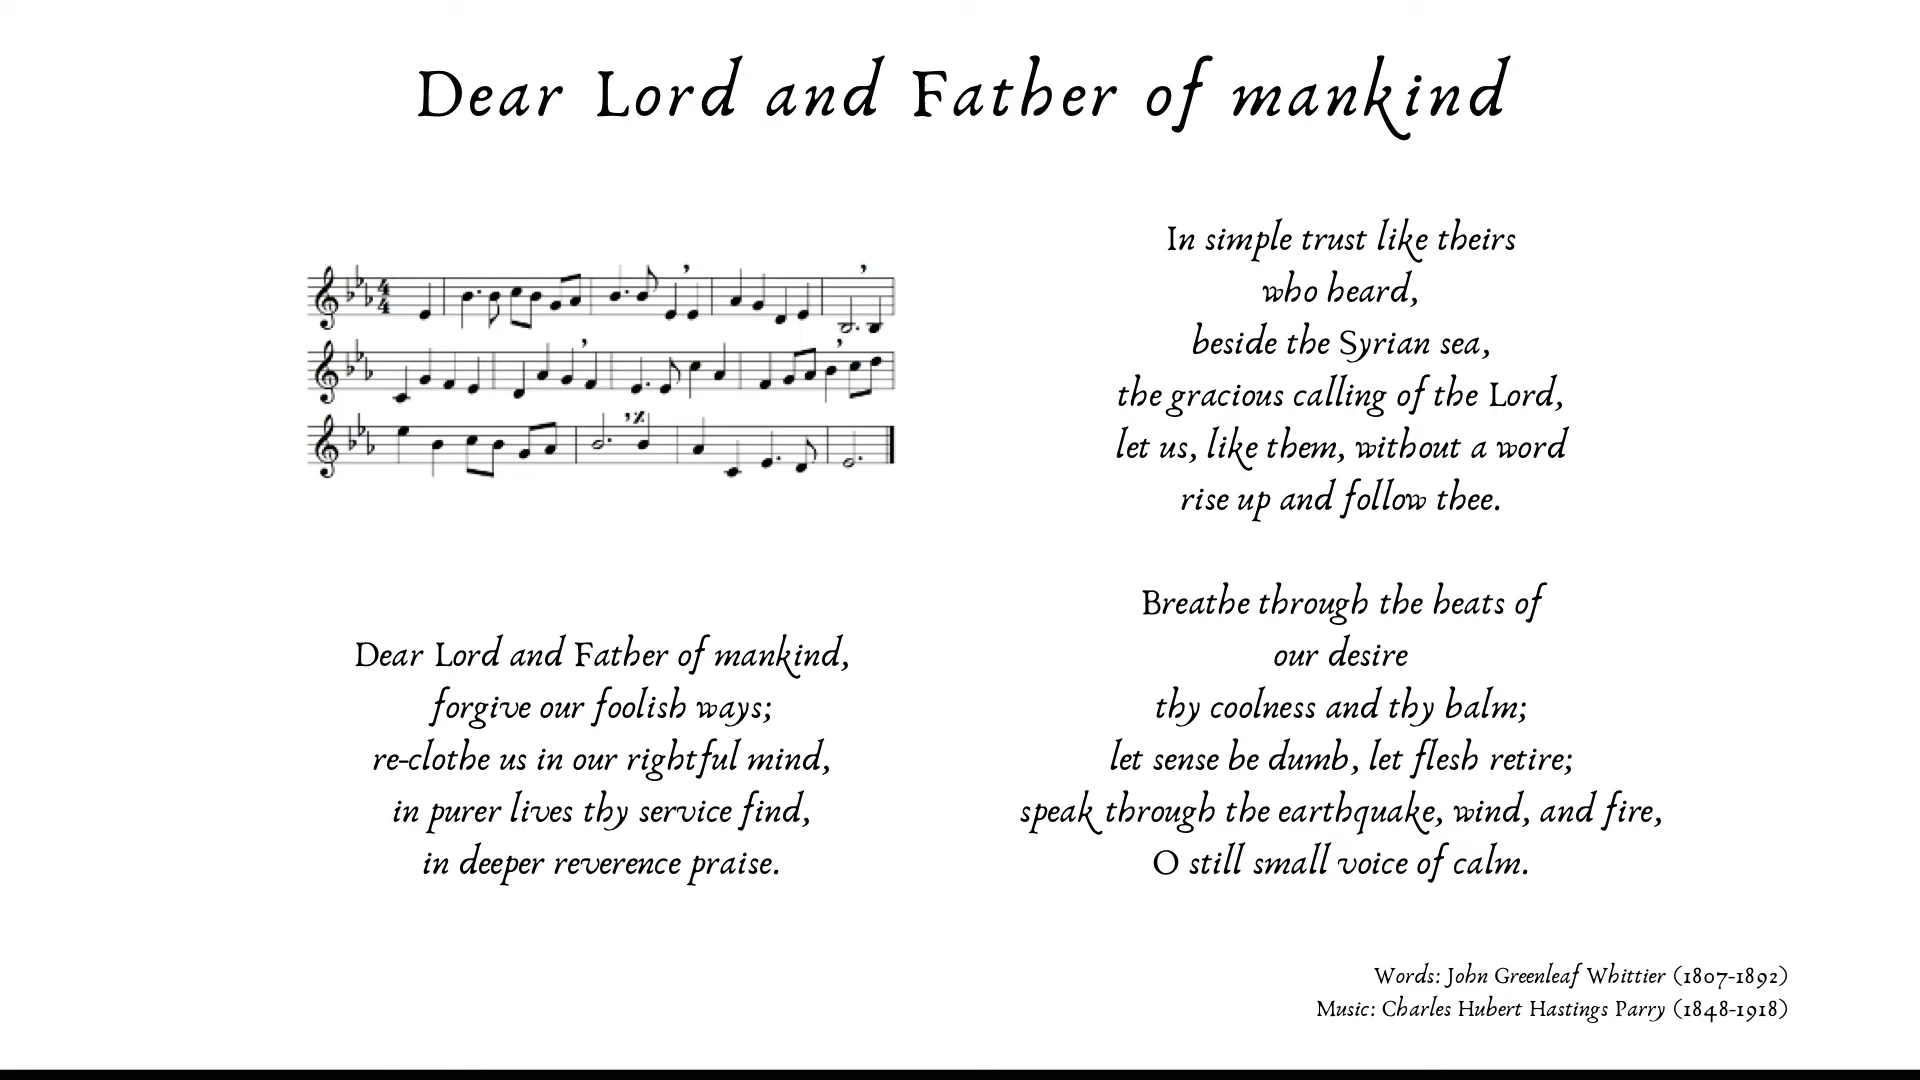 Dear Lord and Father of mankind
Dear Lord and Father of mankind,
forgive our foolish ways;
re-clothe us in our rightful mind,
in purer lives thy service find,
in deeper reverence praise.
In simple trust like theirs
who heard,
beside the Syrian sea,
the gracious calling of the Lord,
let us, like them, without a word
rise up and follow thee.
Breathe through the heats of
our desire
thy coolness and thy balm;
let sense be dumb, let flesh retire;
speak through the earthquake, wind, and fire,
O still small voice of calm.
Words: John Greenleaf Whittier (1807-1892)
Music: Charles Hubert Hastings Parry (1848-1918)